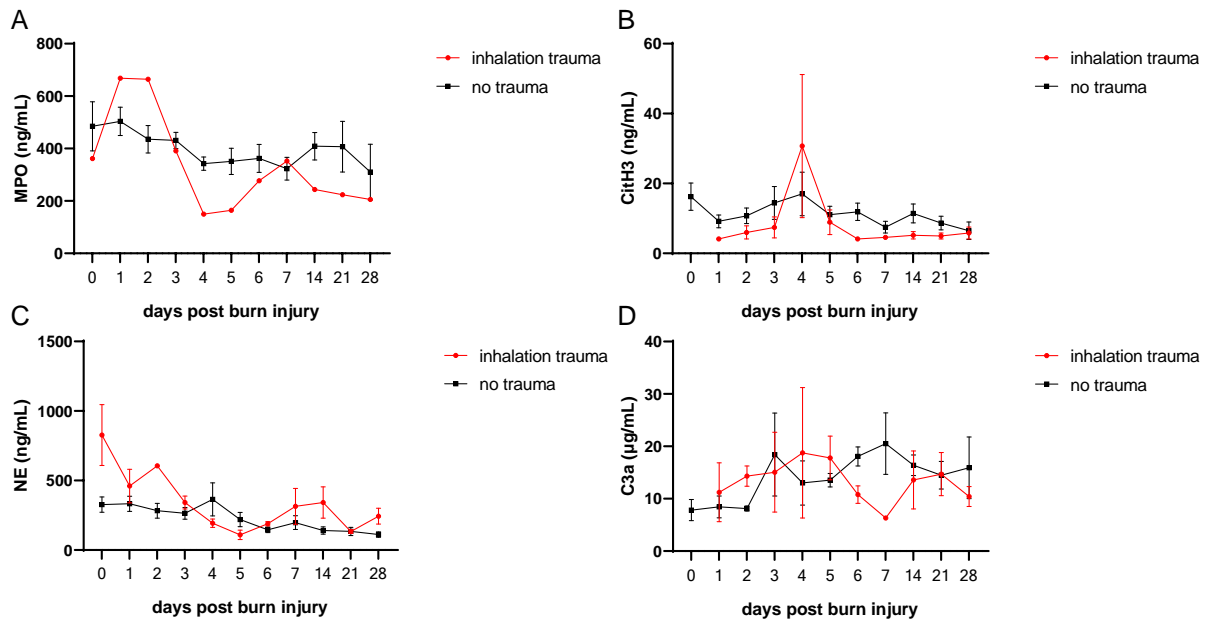 A
MPO (ng/mL)
800
600
400
200
0
0 1 2 3 4 5 6 7 14 21 28
days post burn injury
inhalation trauma
no trauma
B
CitH3 (ng/mL)
60
40
20
0
0 1 2 3 4 5 6 7 14 21 28
days post burn injury
inhalation trauma
no trauma
C
NE (ng/mL)
1500
1000
500
0
0 1 2 3 4 5 6 7 14 21 28
days post burn injury
inhalation trauma
no trauma
D
C3a (µg/mL)
40
30
20
10
0
0 1 2 3 4 5 6 7 14 21 28
days post burn injury
inhalation trauma
no trauma